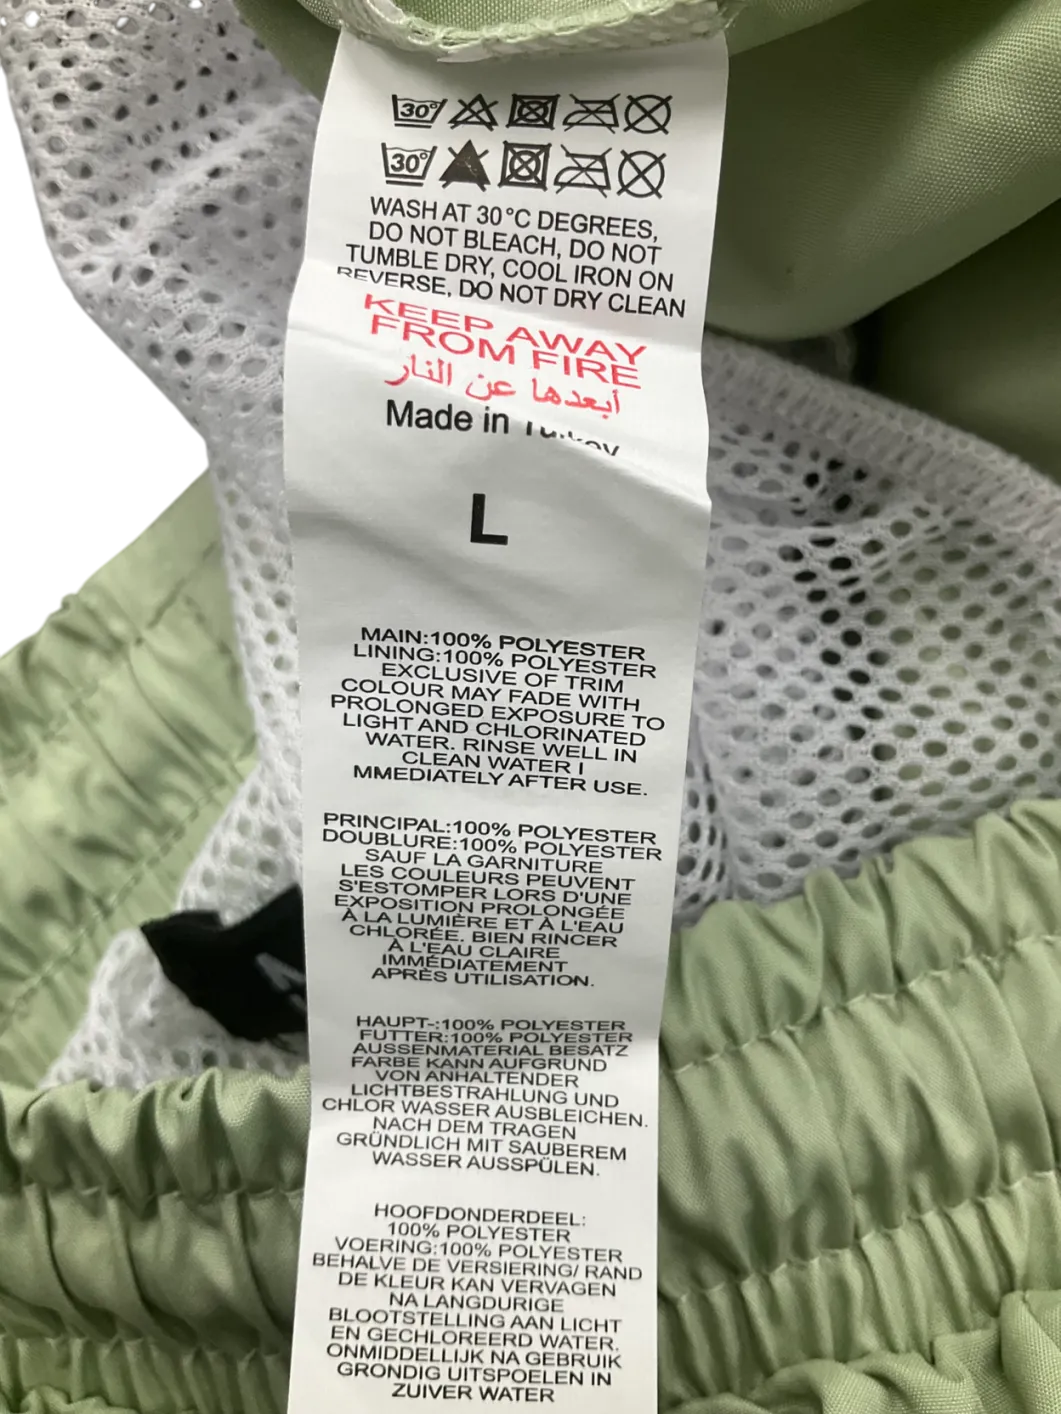 30°
30°
WASH AT 30°C DEGREES,
DO NOT BLEACH, DO NOT
TUMBLE DRY, COOL IRON ON
REVERSE, DO NOT DRY CLEAN
KEEP AWAY
FROM FIRE
أبعدها عن النار
Made in Turkey
L
MAIN:100% POLYESTER
LINING:100% POLYESTER
EXCLUSIVE OF TRIM
COLOUR MAY FADE WITH
PROLONGED EXPOSURE TO
LIGHT AND CHLORINATED
WATER. RINSE WELL IN
CLEAN WATER I
MMEDIATELY AFTER USE.
PRINCIPAL:100% POLYESTER
DOUBLURE:100% POLYESTER
SAUF LA GARNITURE
LES COULEURS PEUVENT
S'ESTOMPER LORS D'UNE
EXPOSITION PROLONGÉE
À LA LUMIÈRE ET À L'EAU
CHLORÉE. BIEN RINCER
À L'EAU CLAIRE
IMMÉDIATEMENT
APRÈS UTILISATION.
HAUPT-:100% POLYESTER
FUTTER:100% POLYESTER
AUSSENMATERIAL BESATZ
FARBE KANN AUFGRUND
VON ANHALTENDER
LICHTBESTRAHLUNG UND
CHLOR WASSER AUSBLEICHEN.
NACH DEM TRAGEN
GRÜNDLICH MIT SAUBEREM
WASSER AUSSPÜLEN.
HOOFDONDERDEEL:
100% POLYESTER
VOERING:100% POLYESTER
BEHALVE DE VERSIERING/ RAND
DE KLEUR KAN VERVAGEN
NA LANGDURIGE
BLOOTSTELLING AAN LICHT
EN GECHLOREERD WATER.
ONMIDDELLIJK NA GEBRUIK
GRONDIG UITSPOELEN IN
ZUIVER WATER